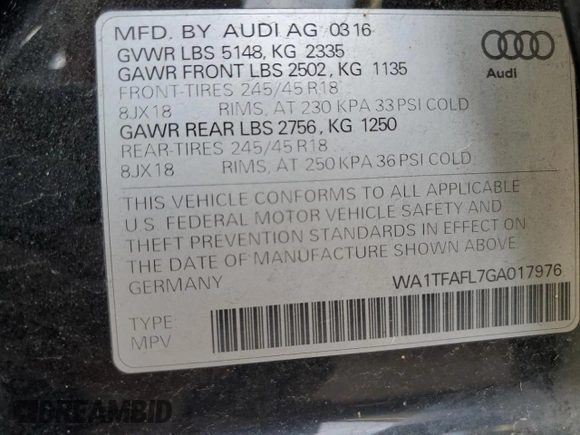 MFD. BY AUDI AG 03 16
GVWR LBS 5148, KG 2335
GAWR FRONT LBS 2502, KG 1135
FRONT-TIRES 245/45 R18
8JX18 RIMS, AT 230 KPA 33 PSI COLD
GAWR REAR LBS 2756, KG 1250
REAR-TIRES 245/45 R18
8JX18 RIMS, AT 250 KPA 36 PSI COLD
Audi
THIS VEHICLE CONFORMS TO ALL APPLICABLE
U.S. FEDERAL MOTOR VEHICLE SAFETY AND
THEFT PREVENTION STANDARDS IN EFFECT ON
THE DATE OF MANUFACTURE SHOWN ABOVE
GERMANY WA1TFAFL7GA017976
TYPE
MPV
DREAMBID